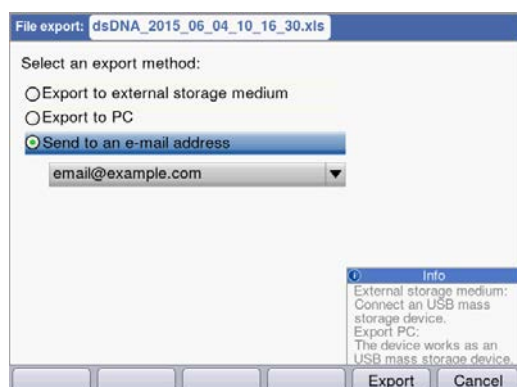 File export: dsDNA_2015_06_04_10_16_30.xls
Select an export method:
Export to external storage medium
Export to PC
Send to an e-mail address
email@example.com
Info
External storage medium:
Connect an USB mass
storage device.
Export PC:
The device works as an
USB mass storage device.
Export Cancel